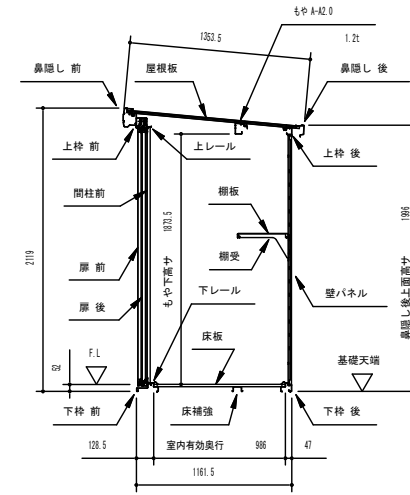 もや A-A2.0
1.2t
1353.5
鼻隠し 前
屋根板
鼻隠し 後
上枠 前
上レール
上枠 後
間柱前
棚板
1873.5
もや下高サ
2119
1996
鼻隠し後上面高サ
扉 前
棚受
壁パネル
扉 後
下レール
F.L
床板
基礎天端
52
下枠 前
床補強
下枠 後
128.5
室内有効奥行
986
47
1161.5